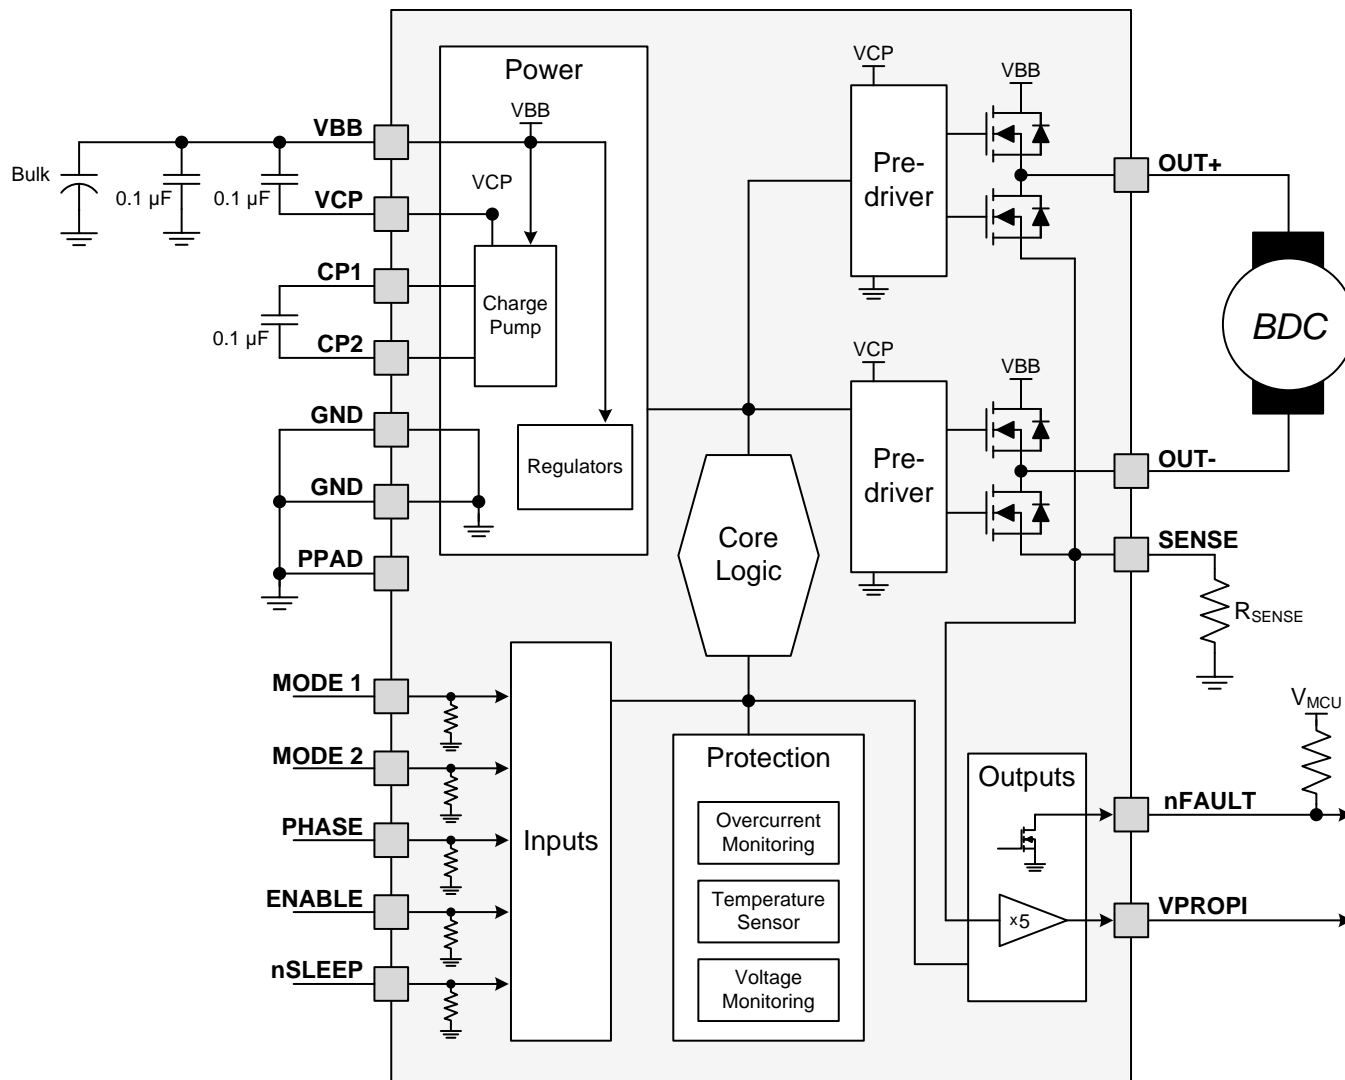 Power
VBB
VCP
VBB
VCP
Bulk
0.1 µF
0.1 µF
VBB
VCP
CP1
0.1 µF
CP2
Charge
Pump
GND
GND
Regulators
PPAD
Pre-
driver
OUT+
BDC
VCP
VBB
Pre-
driver
OUT-
SENSE
RSENSE
Core
Logic
MODE 1
MODE 2
PHASE
ENABLE
nSLEEP
Inputs
Protection
Overcurrent
Monitoring
Temperature
Sensor
Voltage
Monitoring
Outputs
x5
VMCU
nFAULT
VPROPI